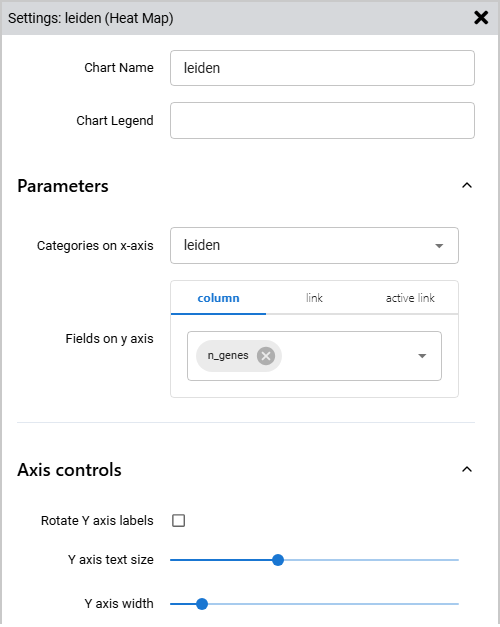 Settings: leiden (Heat Map)
Chart Name leiden
Chart Legend
Parameters
Categories on x-axis leiden
column link active link
Fields on y axis
n_genes
Axis controls
Rotate Y axis labels
Y axis text size
Y axis width